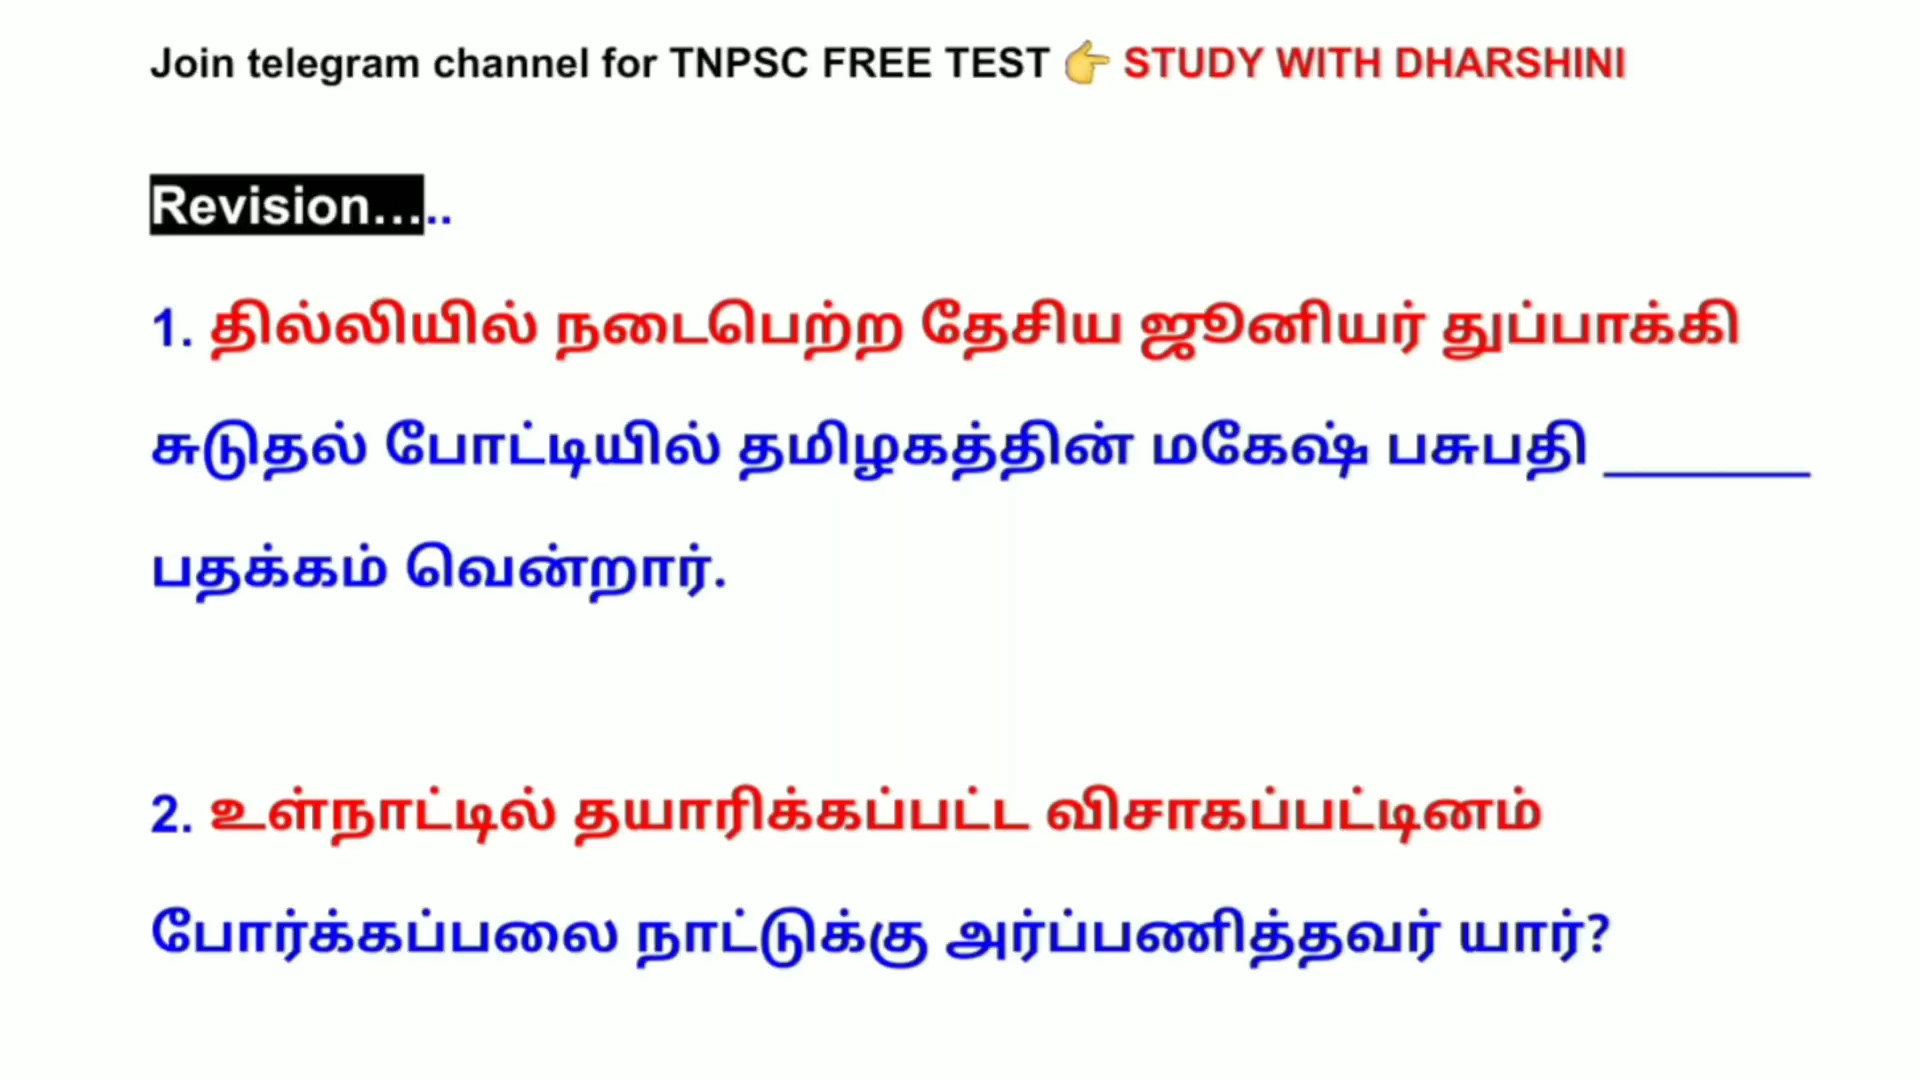 Join telegram channel for TNPSC FREE TEST 👉 STUDY WITH DHARSHINI
Revision.....
1. தில்லியில் நடைபெற்ற தேசிய ஜூனியர் துப்பாக்கி
சுடுதல் போட்டியில் தமிழகத்தின் மகேஷ் பசுபதி ________
பதக்கம் வென்றார்.
2. உள்நாட்டில் தயாரிக்கப்பட்ட விசாகப்பட்டினம்
போர்க்கப்பலை நாட்டுக்கு அர்ப்பணித்தவர் யார்?